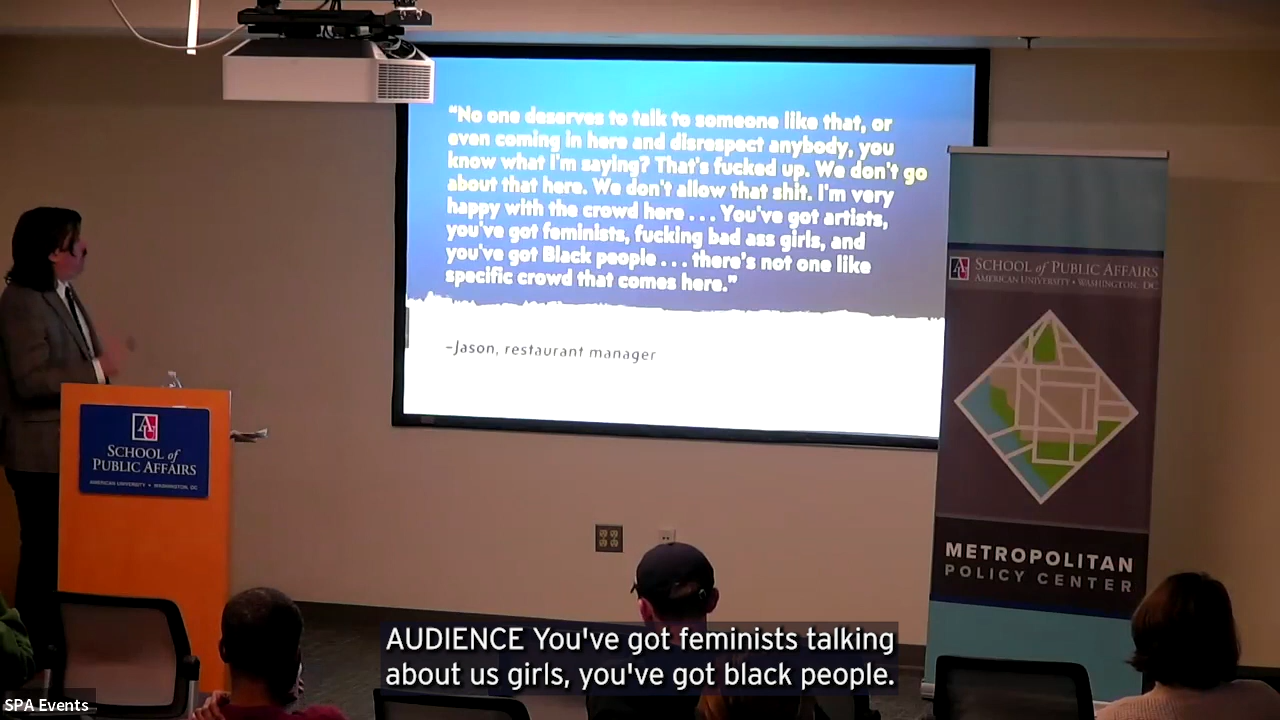 “No one deserves to talk to someone like that, or
even coming in here and disrespect anybody, you
know what I'm saying? That's fucked up. We don't go
about that here. We don't allow that shit. I'm very
happy with the crowd here . . . You've got artists,
you've got feminists, fucking bad ass girls, and
you've got Black people . . . there's not one like
specific crowd that comes here.”
–Jason, restaurant manager
AU
SCHOOL of PUBLIC AFFAIRS
AMERICAN UNIVERSITY • WASHINGTON, DC
METROPOLITAN
POLICY CENTER
AU
SCHOOL of
PUBLIC AFFAIRS
AMERICAN UNIVERSITY • WASHINGTON, DC
AUDIENCE You've got feminists talking
about us girls, you've got black people.
SPA Events